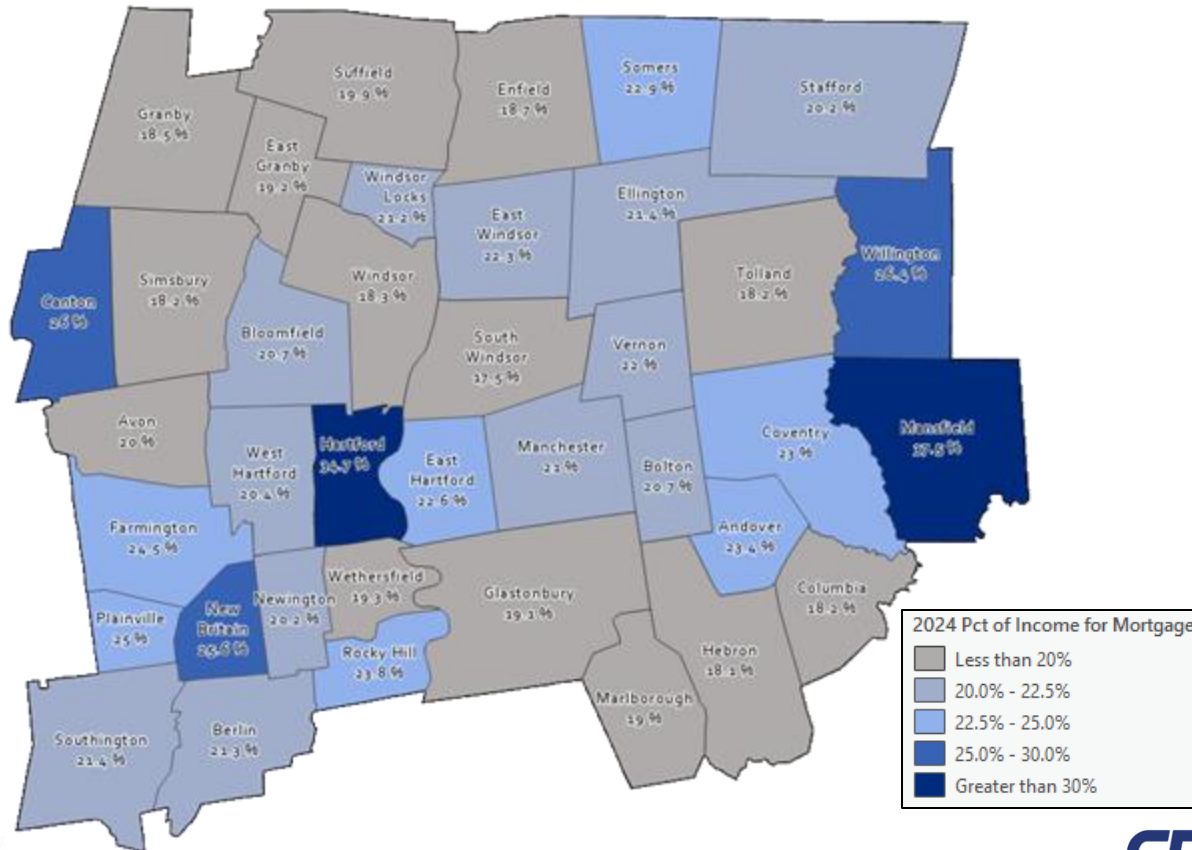 Suffield
19.9 %
Enfield
18.7 %
Somers
22.9 %
Stafford
20.2 %
Granby
18.5 %
East
Granby
19.2 %
Windsor
Locks
21.2 %
East
Windsor
22.3 %
Ellington
21.4 %
Willington
26.4 %
Canton
26 %
Simsbury
18.2 %
Windsor
18.3 %
Tolland
18.2 %
Bloomfield
20.7 %
South
Windsor
17.5 %
Vernon
22 %
Avon
20 %
West
Hartford
20.4 %
Hartford
34.7 %
East
Hartford
22.6 %
Manchester
21 %
Bolton
20.7 %
Coventry
23 %
Mansfield
37.5 %
Farmington
24.5 %
Andover
23.4 %
Plainville
25 %
New
Britain
25.6 %
Newington
20.2 %
Wethersfield
19.3 %
Glastonbury
19.1 %
Columbia
18.2 %
Rocky Hill
23.8 %
Hebron
18.1 %
Marlborough
19 %
Southington
21.4 %
Berlin
21.3 %
2024 Pct of Income for Mortgage
Less than 20%
20.0% - 22.5%
22.5% - 25.0%
25.0% - 30.0%
Greater than 30%